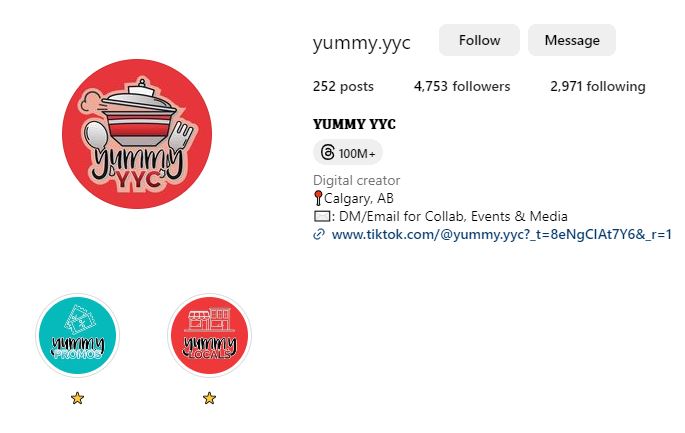 yummy.yyc Follow Message
252 posts 4,753 followers 2,971 following
YUMMY YYC
100M+
Digital creator
📍Calgary, AB
📧: DM/Email for Collab, Events & Media
www.tiktok.com/@yummy.yyc?_t=8eNgCIAt7Y6&_r=1
yummy
YYC
yummy
PROMOS
yummy
LOCALS